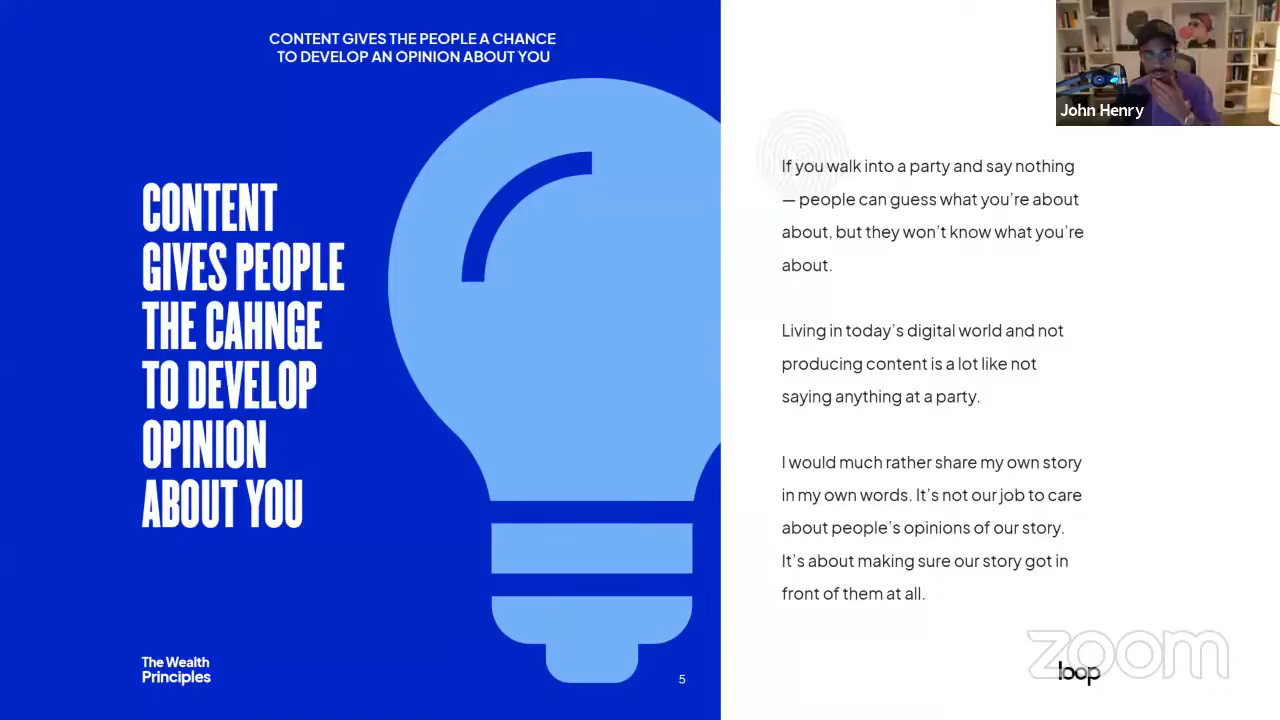 CONTENT GIVES THE PEOPLE A CHANCE
TO DEVELOP AN OPINION ABOUT YOU
CONTENT
GIVES PEOPLE
THE CAHNGE
TO DEVELOP
OPINION
ABOUT YOU
The Wealth
Principles
5
John Henry
If you walk into a party and say nothing
— people can guess what you’re about
about, but they won’t know what you’re
about.
Living in today’s digital world and not
producing content is a lot like not
saying anything at a party.
I would much rather share my own story
in my own words. It’s not our job to care
about people’s opinions of our story.
It’s about making sure our story got in
front of them at all.
zoom
loop